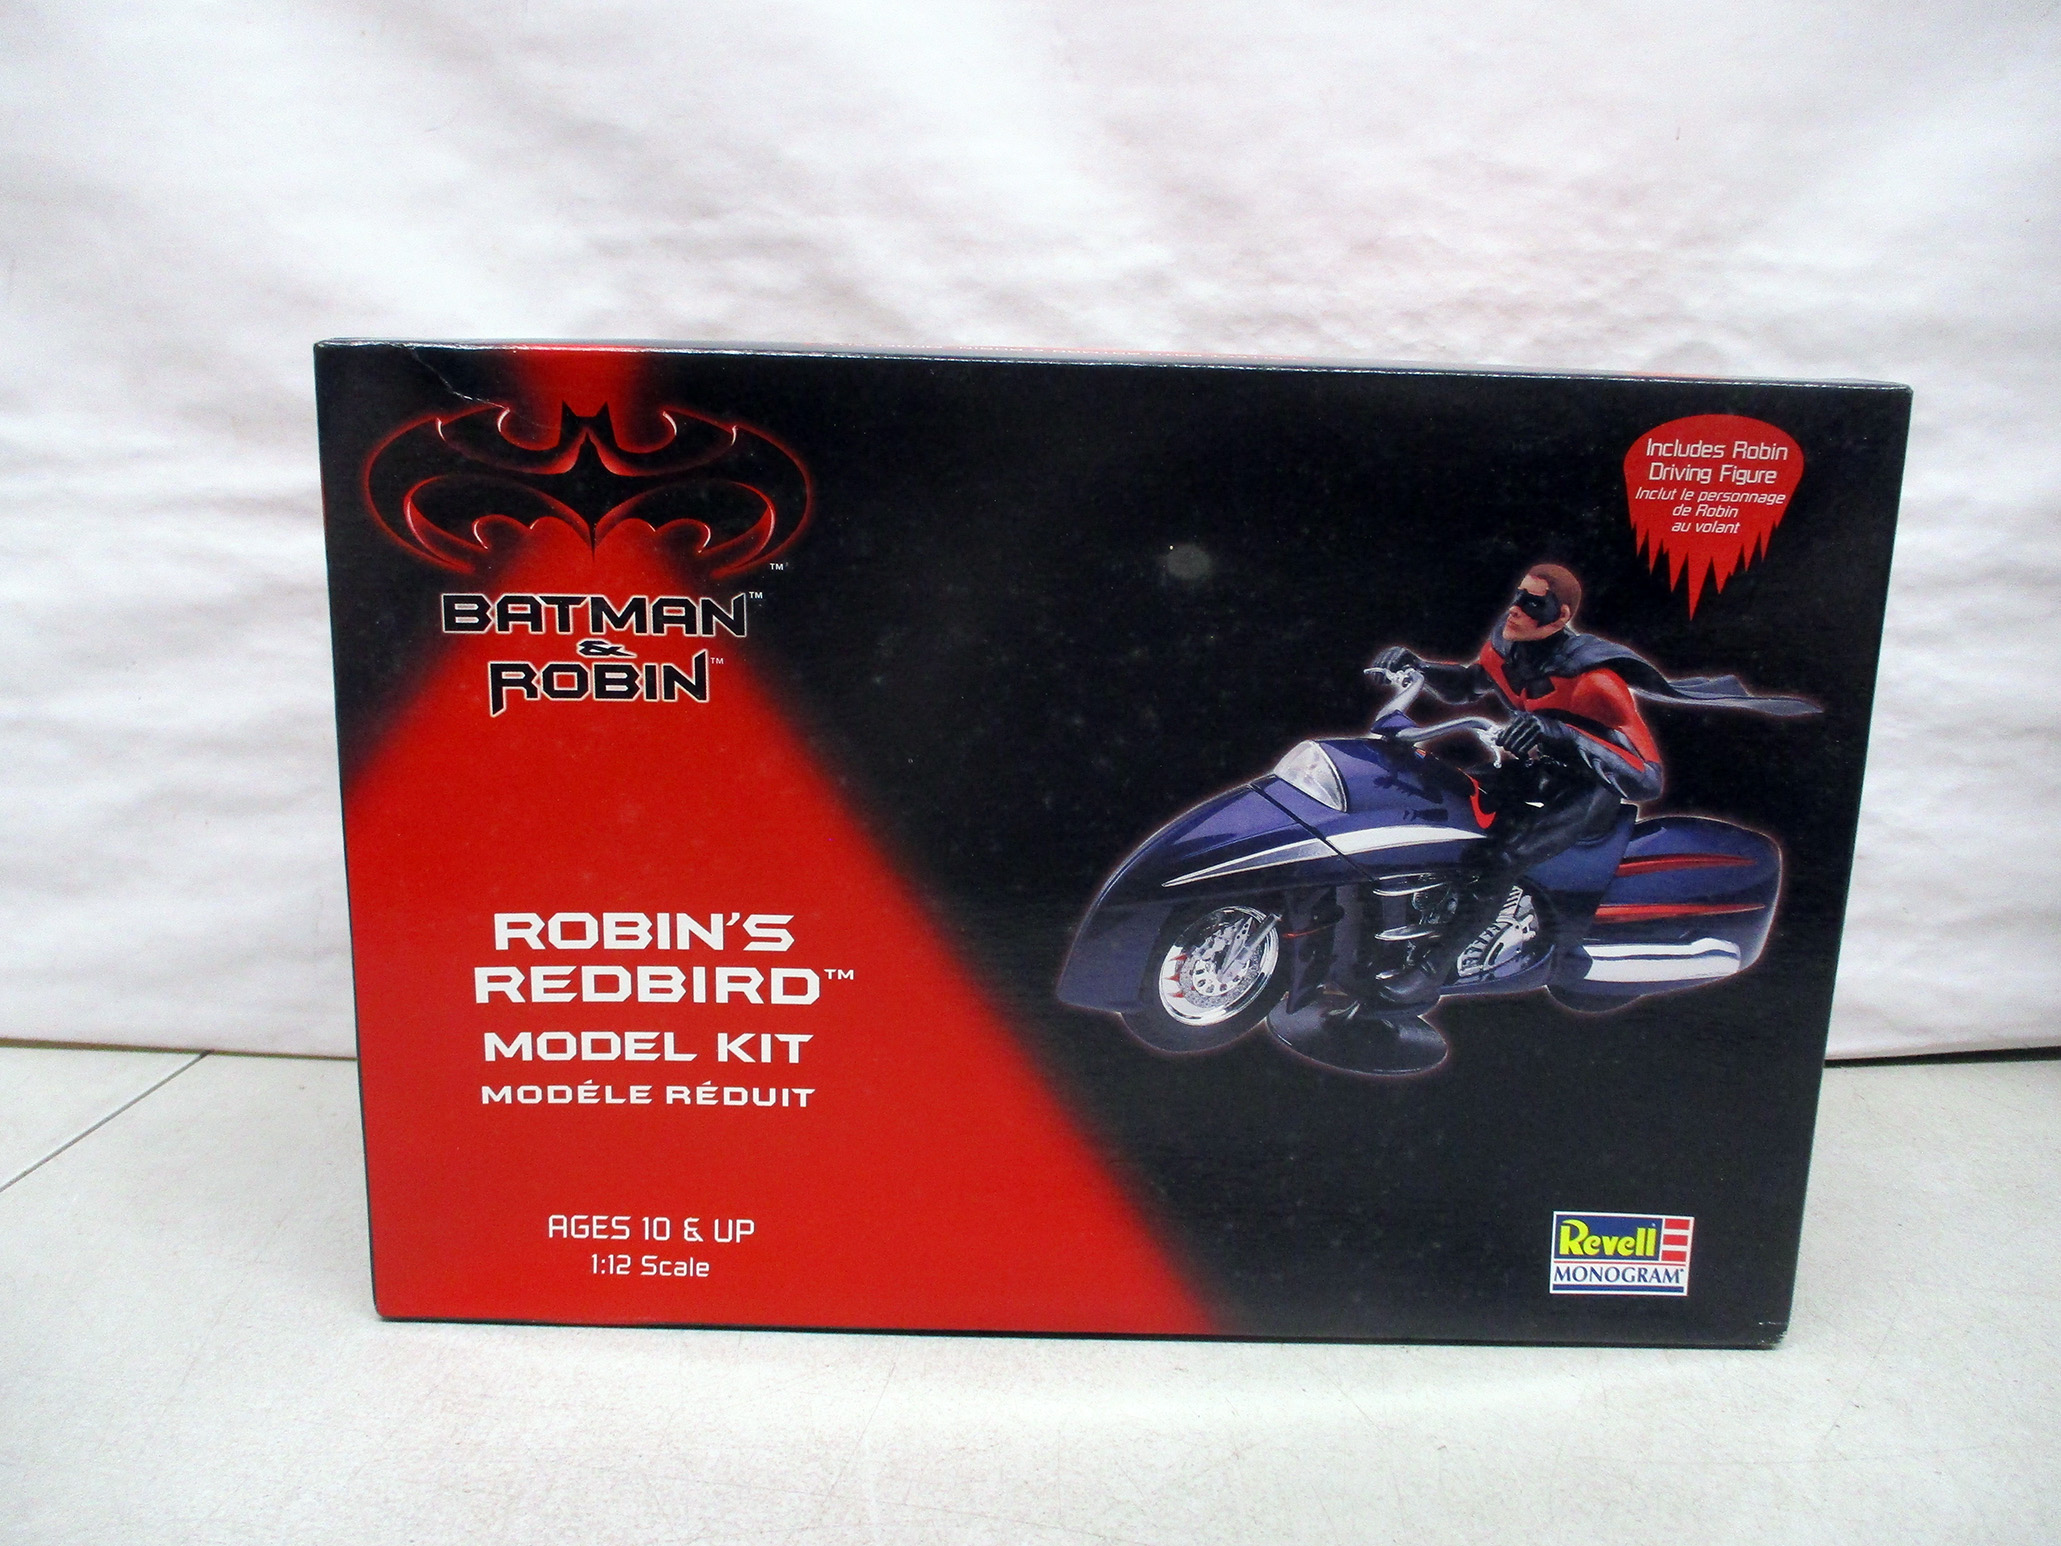 BATMAN™
&
ROBIN™
™
Includes Robin
Driving Figure
Inclut le personnage
de Robin
au volant
ROBIN'S
REDBIRD™
MODEL KIT
MODÉLE RÉDUIT
AGES 10 & UP
1:12 Scale
Revell
MONOGRAM